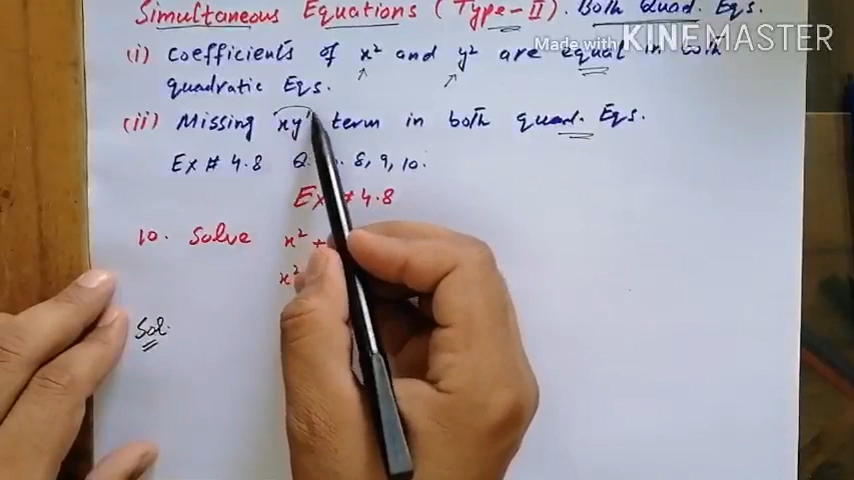 Simultaneous Equations (Type-II). Both Quad. Eqs.
Made with KINEMASTER
(i) Coefficients of x² and y² are equal in both
quadratic Eqs.
(ii) Missing "xy" term in both quad. Eqs.
Ex # 4.8 Q. 8, 9, 10.
Ex # 4.8
10. Solve x² +
x²
Sol.